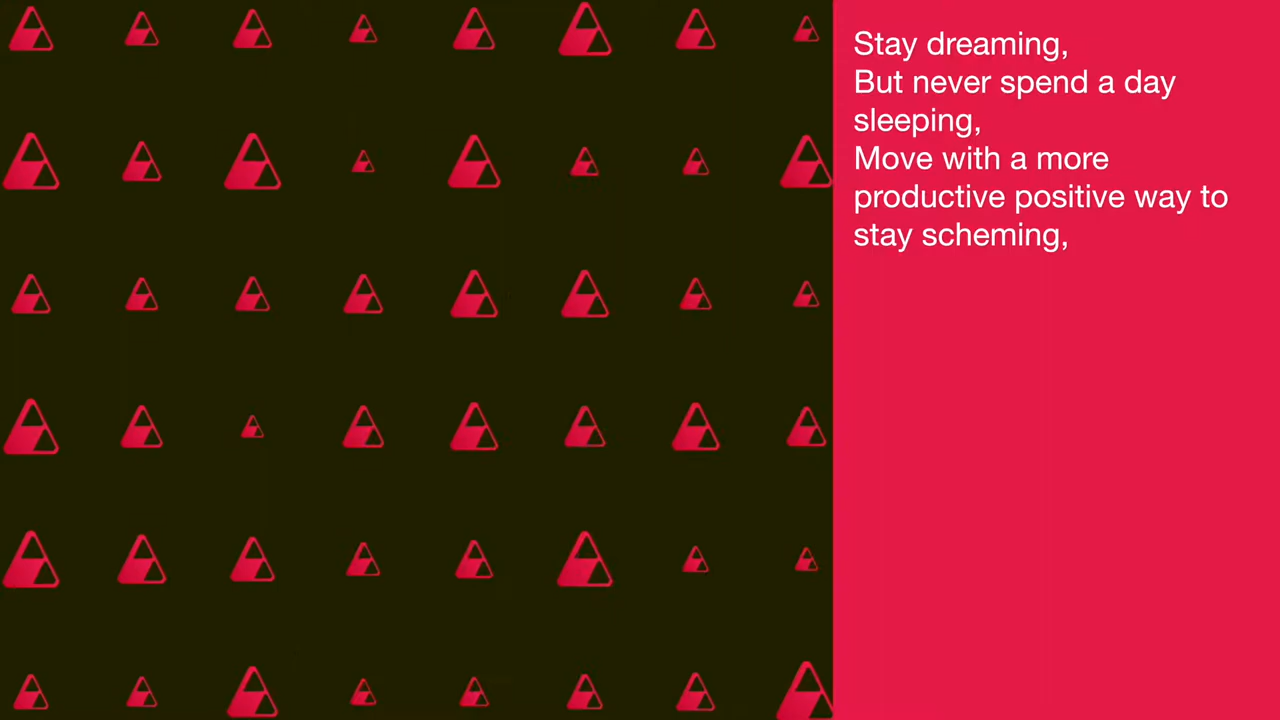 Stay dreaming,
But never spend a day
sleeping,
Move with a more
productive positive way to
stay scheming,